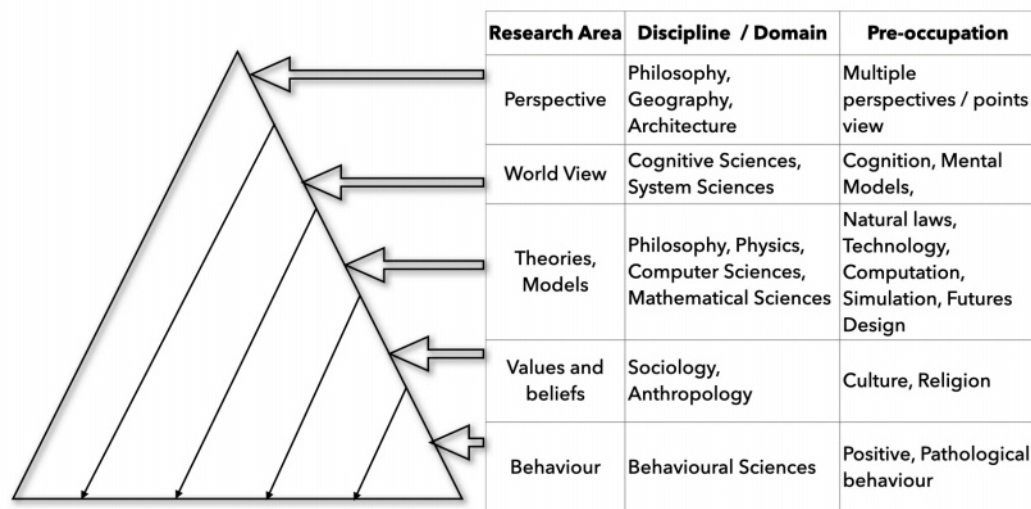 Research Area Discipline / Domain Pre-occupation
Perspective
Philosophy,
Geography,
Architecture
Multiple
perspectives / points
view
World View
Cognitive Sciences,
System Sciences
Cognition, Mental
Models,
Theories,
Models
Philosophy, Physics,
Computer Sciences,
Mathematical Sciences
Natural laws,
Technology,
Computation,
Simulation, Futures
Design
Values and
beliefs
Sociology,
Anthropology
Culture, Religion
Behaviour
Behavioural Sciences
Positive, Pathological
behaviour